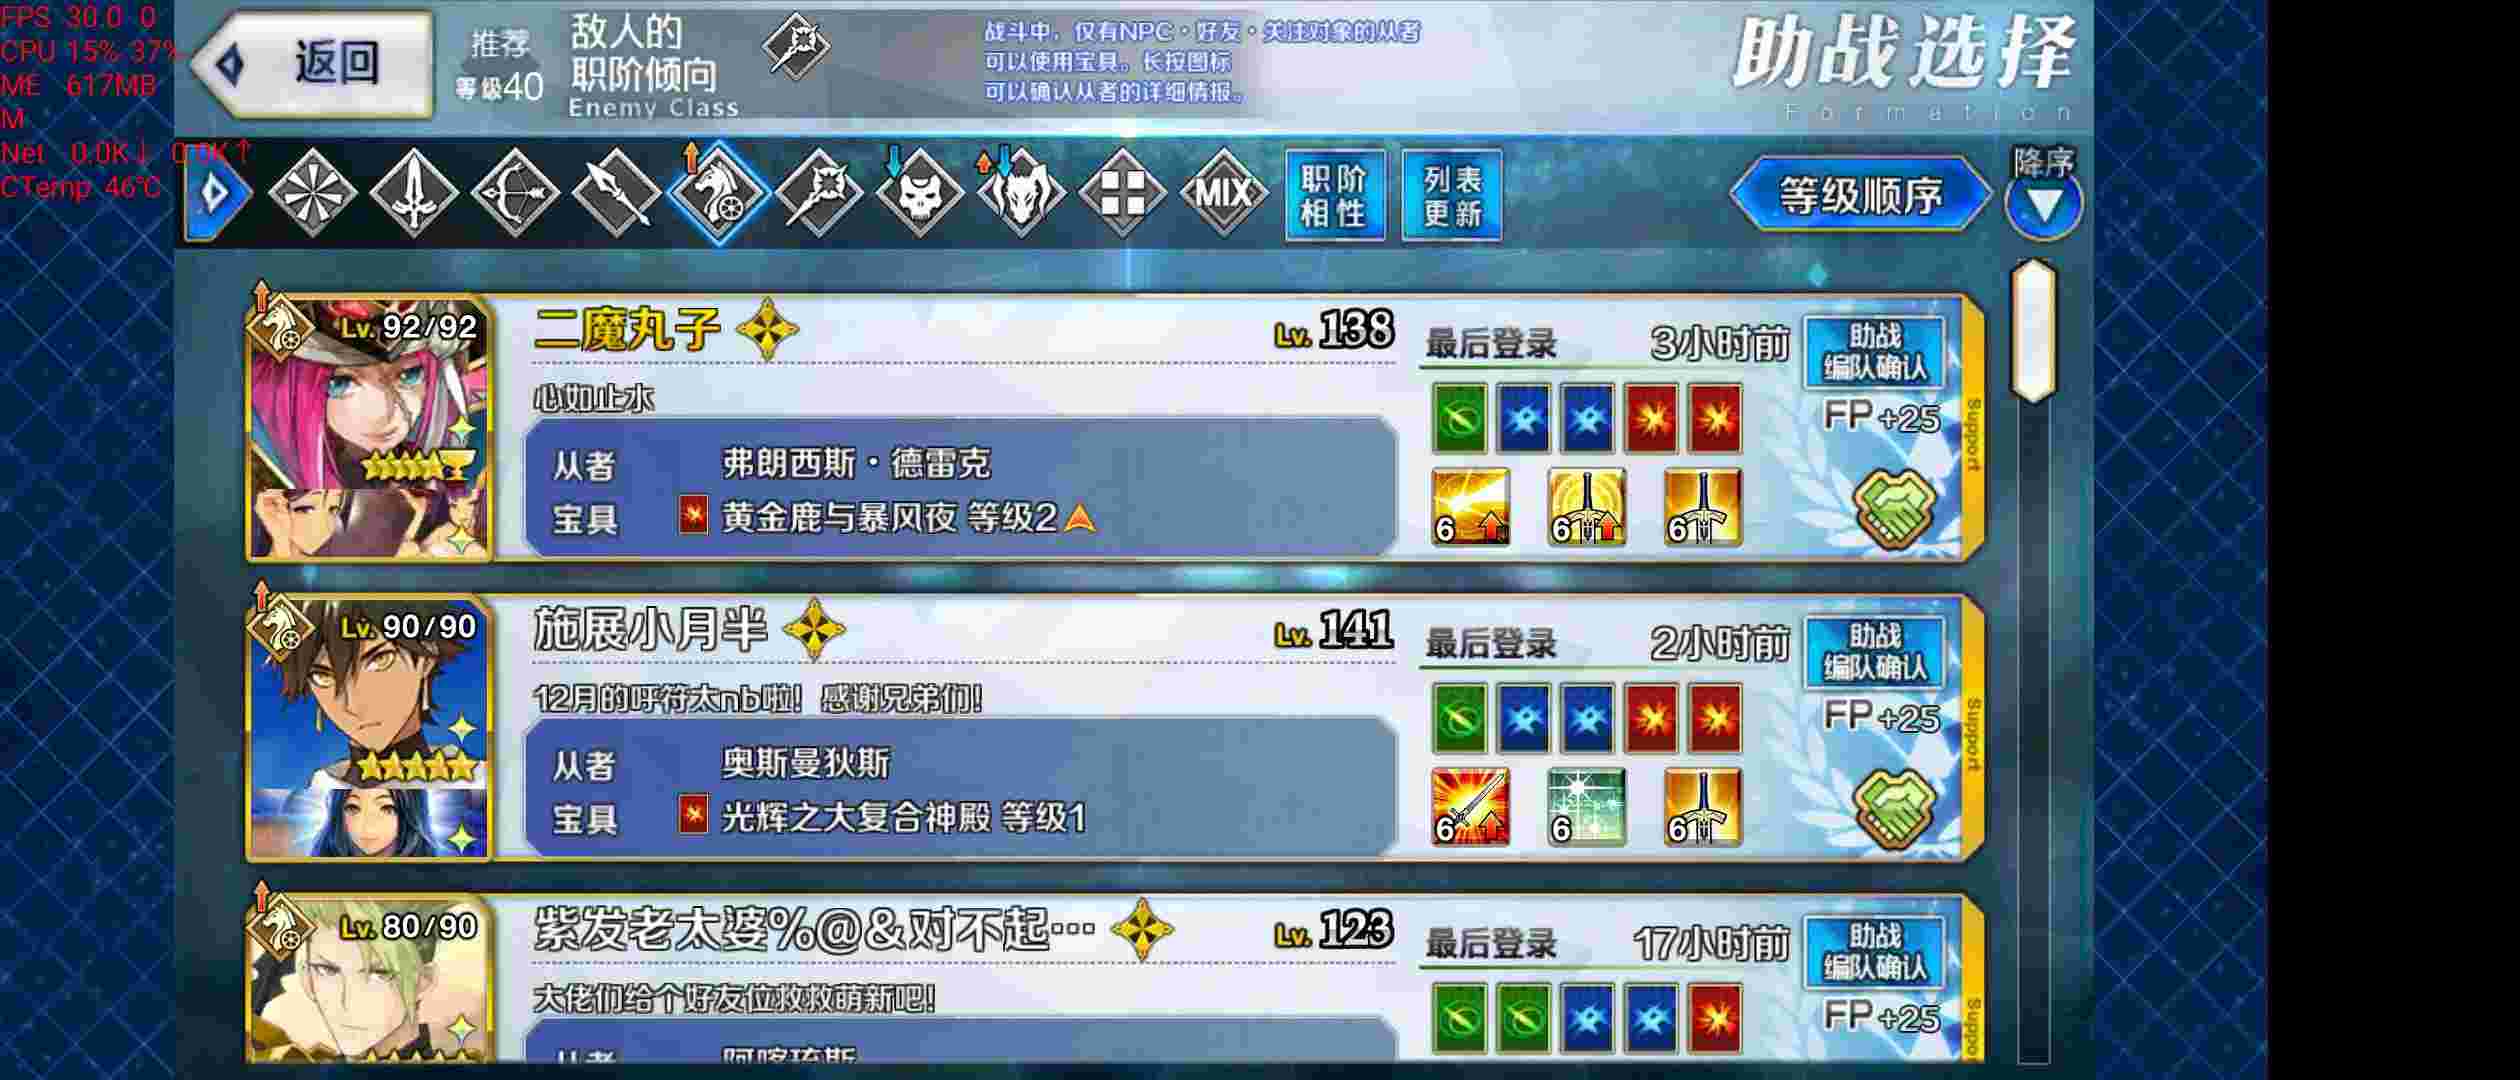 FPS 30.0 0
CPU 15% 37%
ME 617MB
M
Net 0.0K↓ 0.0K↑
CTemp 46℃
返回
推荐
等级40
敌人的
职阶倾向
Enemy Class
战斗中，仅有NPC・好友・关注对象的从者
可以使用宝具。长按图标
可以确认从者的详细情报。
助战选择
Formation
MIX
职阶
相性
列表
更新
等级顺序
降序
Lv. 92/92
二魔丸子
Lv. 138
最后登录 3小时前
助战
编队确认
心如止水
FP +25
Support
从者 弗朗西斯・德雷克
宝具 黄金鹿与暴风夜 等级2
6 6 6
Lv. 90/90
施展小月半
Lv. 141
最后登录 2小时前
助战
编队确认
12月的呼符太nb啦！感谢兄弟们！
FP +25
Support
从者 奥斯曼狄斯
宝具 光辉之大复合神殿 等级1
6 6 6
Lv. 80/90
紫发老太婆%@&对不起…
Lv. 123
最后登录 17小时前
助战
编队确认
大佬们给个好友位救救萌新吧！
FP +25
从者 阿喀琉斯